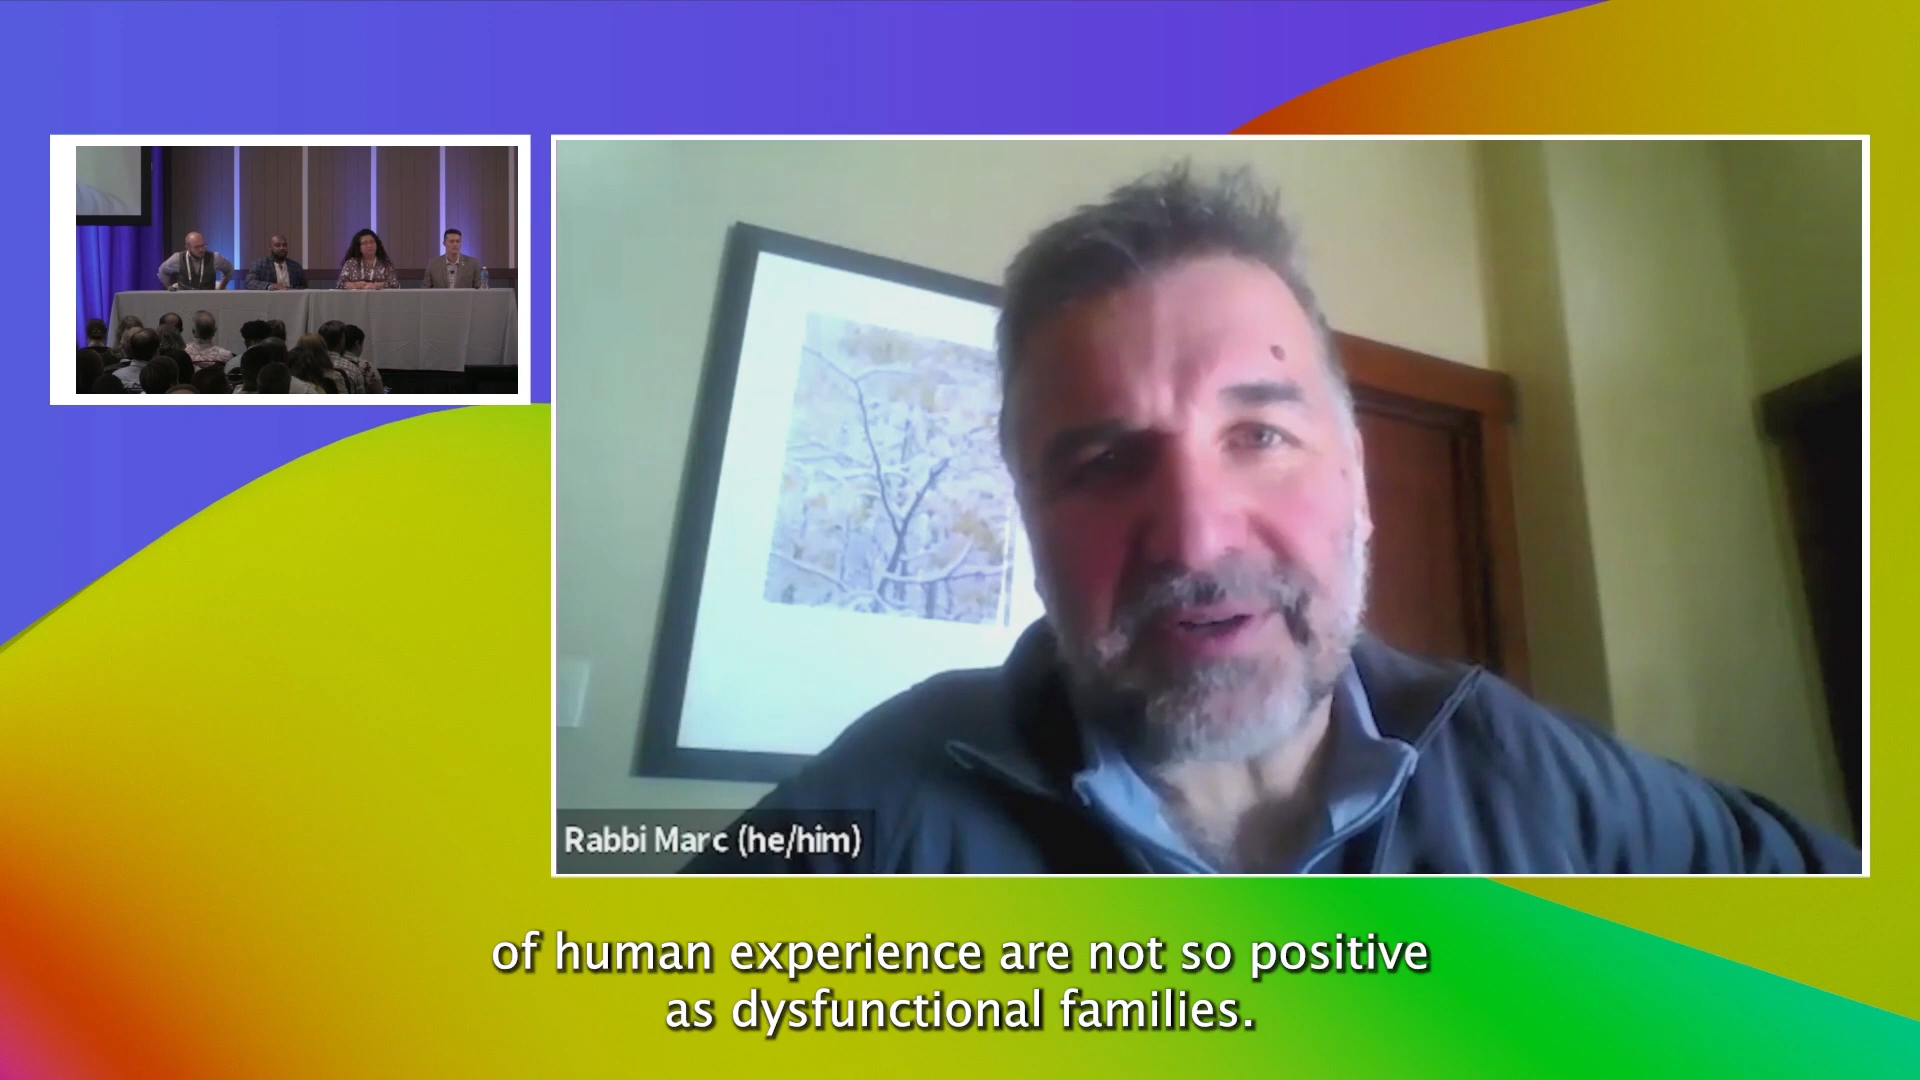 Rabbi Marc (he/him)
of human experience are not so positive
as dysfunctional families.